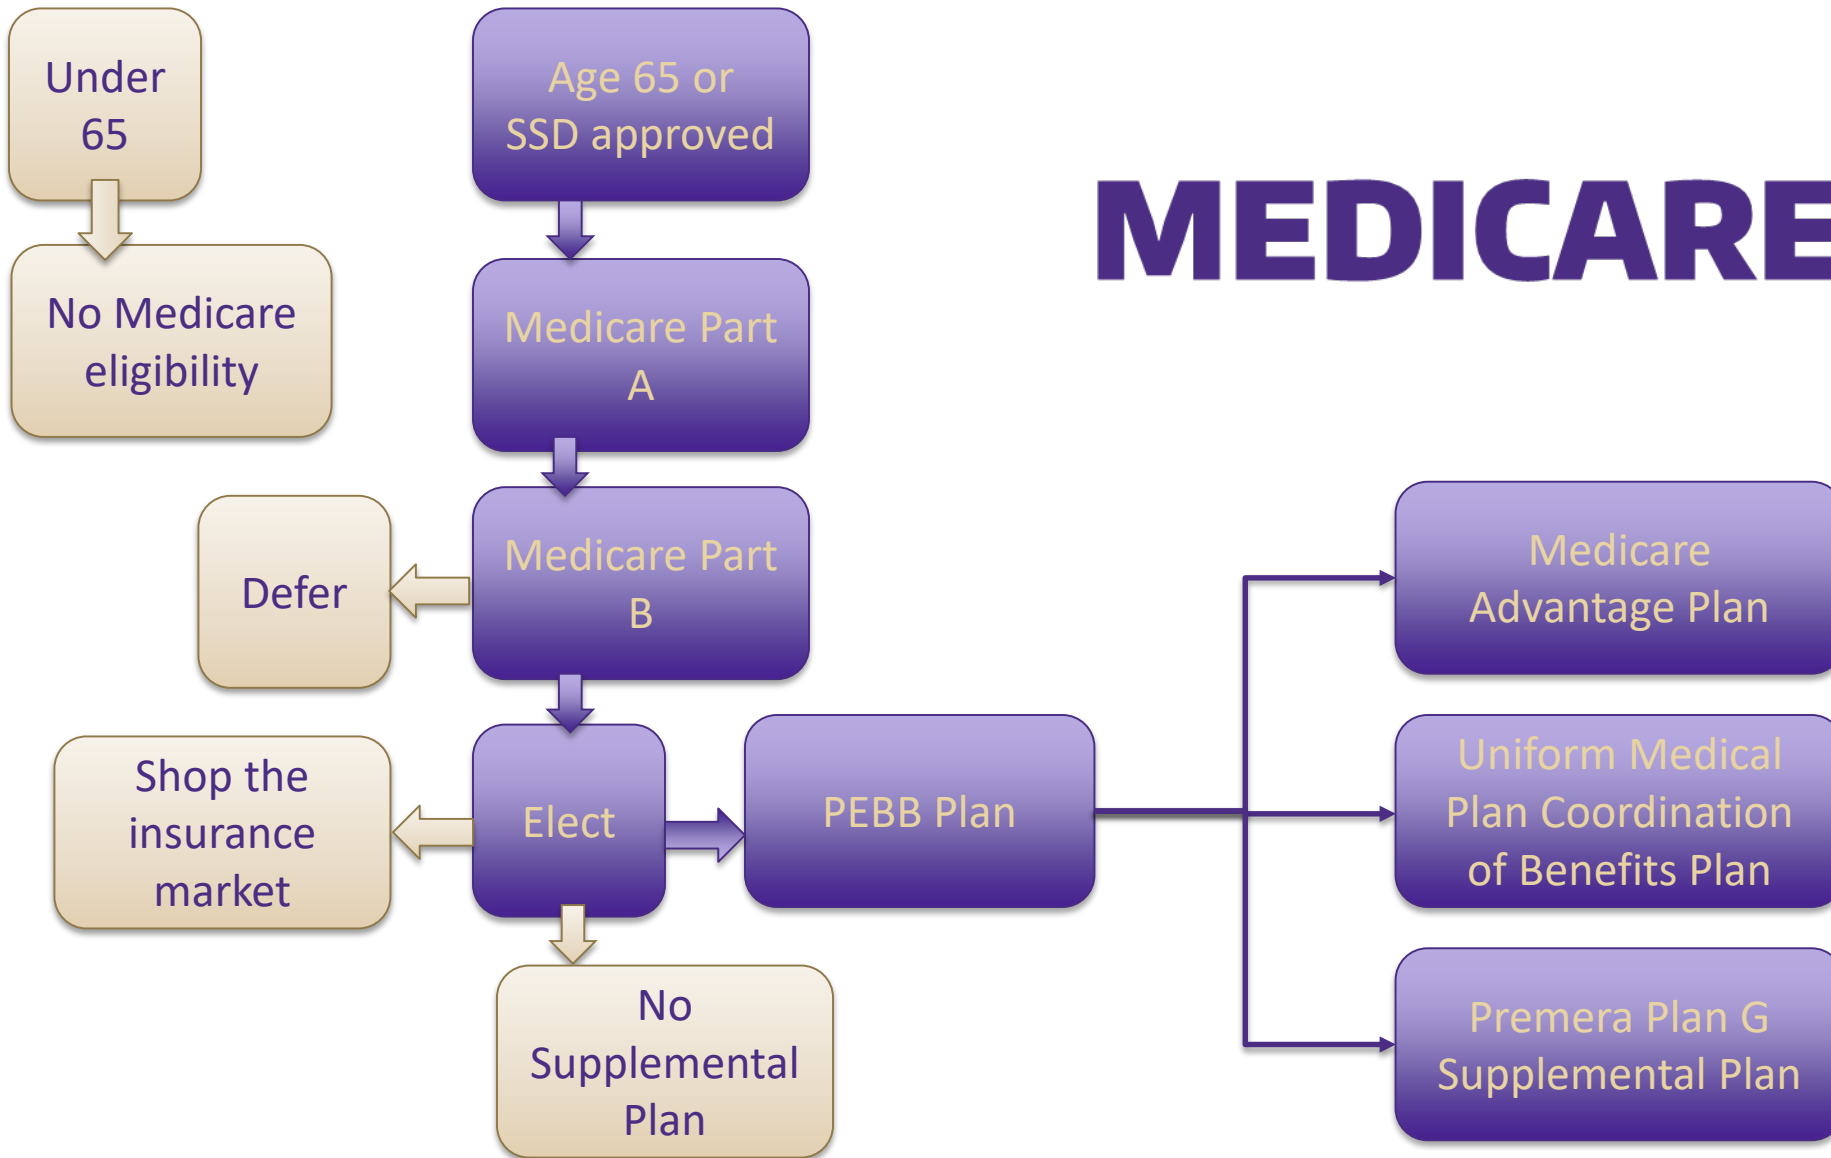 Under
65
Age 65 or
SSD approved
MEDICARE
No Medicare
eligibility
Medicare Part
A
Defer
Medicare Part
B
Medicare
Advantage Plan
Shop the
insurance
market
Elect
PEBB Plan
Uniform Medical
Plan Coordination
of Benefits Plan
No
Supplemental
Plan
Premera Plan G
Supplemental Plan